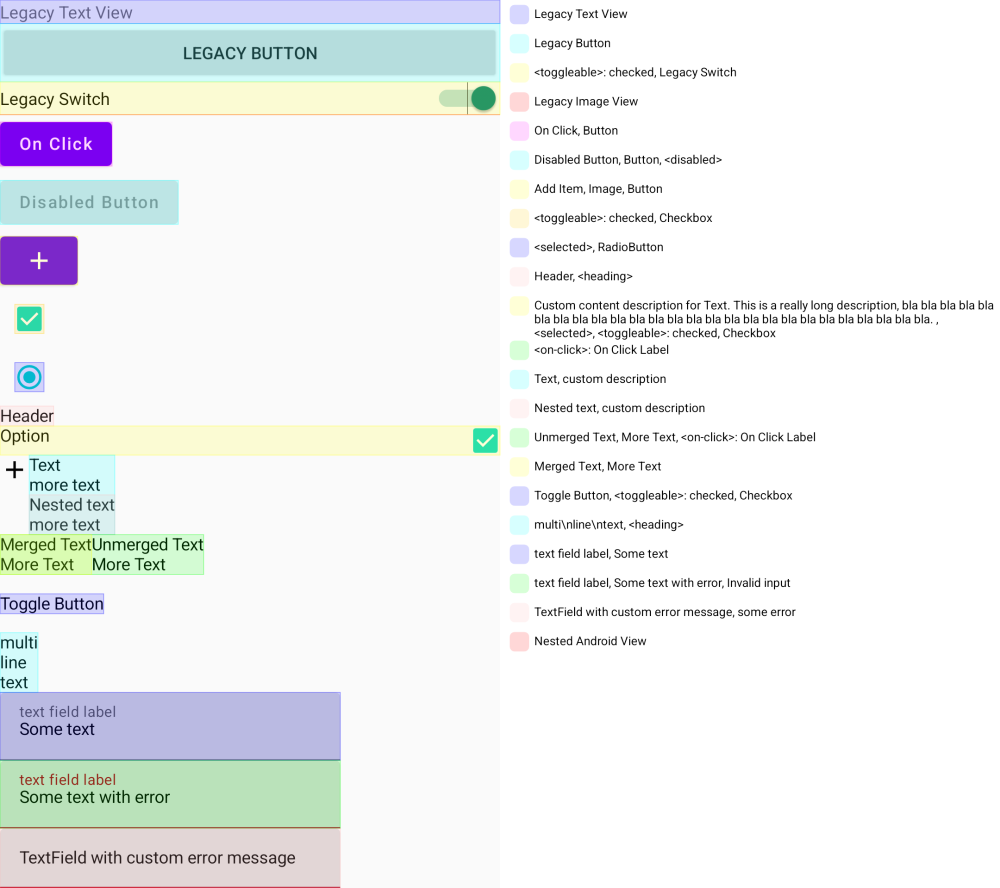 Legacy Text View
LEGACY BUTTON
Legacy Switch
On Click
Disabled Button
Header
Option
Text
more text
Nested text
more text
Merged Text
More Text
Unmerged Text
More Text
Toggle Button
multi
line
text
text field label
Some text
text field label
Some text with error
TextField with custom error message
Legacy Text View
Legacy Button
<toggleable>: checked, Legacy Switch
Legacy Image View
On Click, Button
Disabled Button, Button, <disabled>
Add Item, Image, Button
<toggleable>: checked, Checkbox
<selected>, RadioButton
Header, <heading>
Custom content description for Text. This is a really long description, bla bla bla bla bla
bla bla bla bla bla bla bla bla bla bla bla bla bla bla bla bla bla bla bla bla bla bla. ,
<selected>, <toggleable>: checked, Checkbox
<on-click>: On Click Label
Text, custom description
Nested text, custom description
Unmerged Text, More Text, <on-click>: On Click Label
Merged Text, More Text
Toggle Button, <toggleable>: checked, Checkbox
multi\nline\ntext, <heading>
text field label, Some text
text field label, Some text with error, Invalid input
TextField with custom error message, some error
Nested Android View